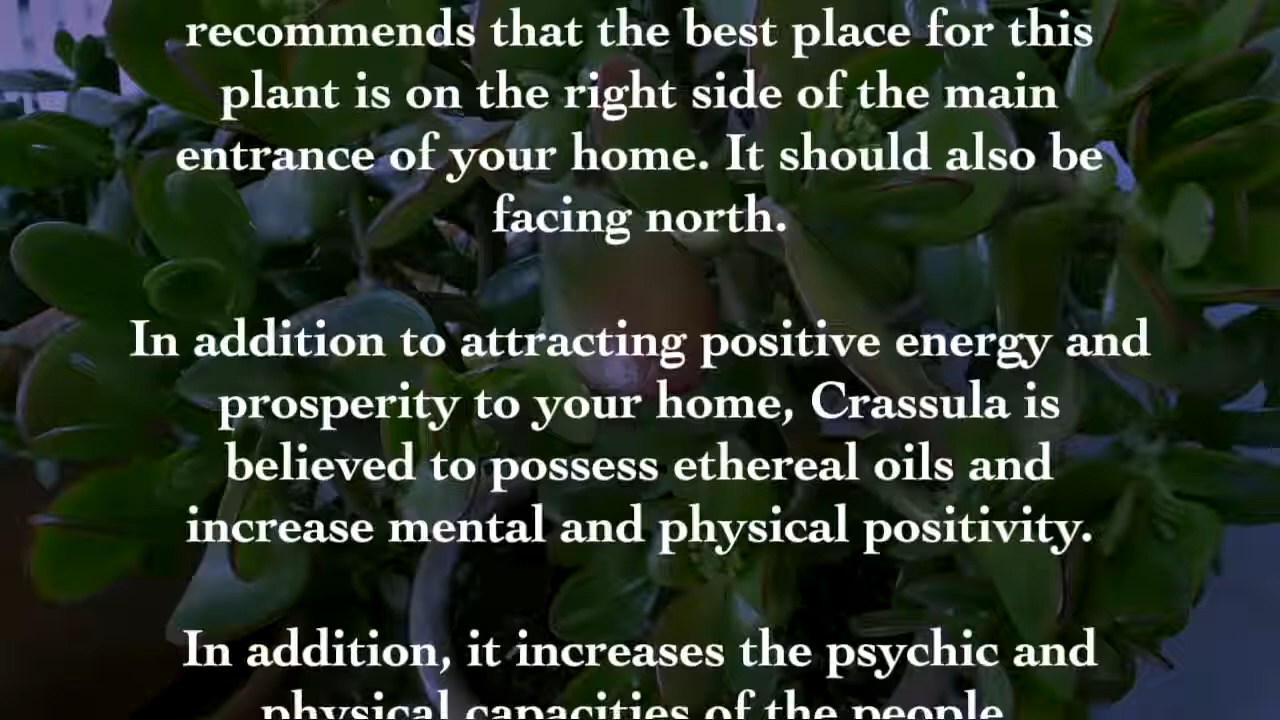 recommends that the best place for this
plant is on the right side of the main
entrance of your home. It should also be
facing north.
In addition to attracting positive energy and
prosperity to your home, Crassula is
believed to possess ethereal oils and
increase mental and physical positivity.
In addition, it increases the psychic and
physical capacities of the people